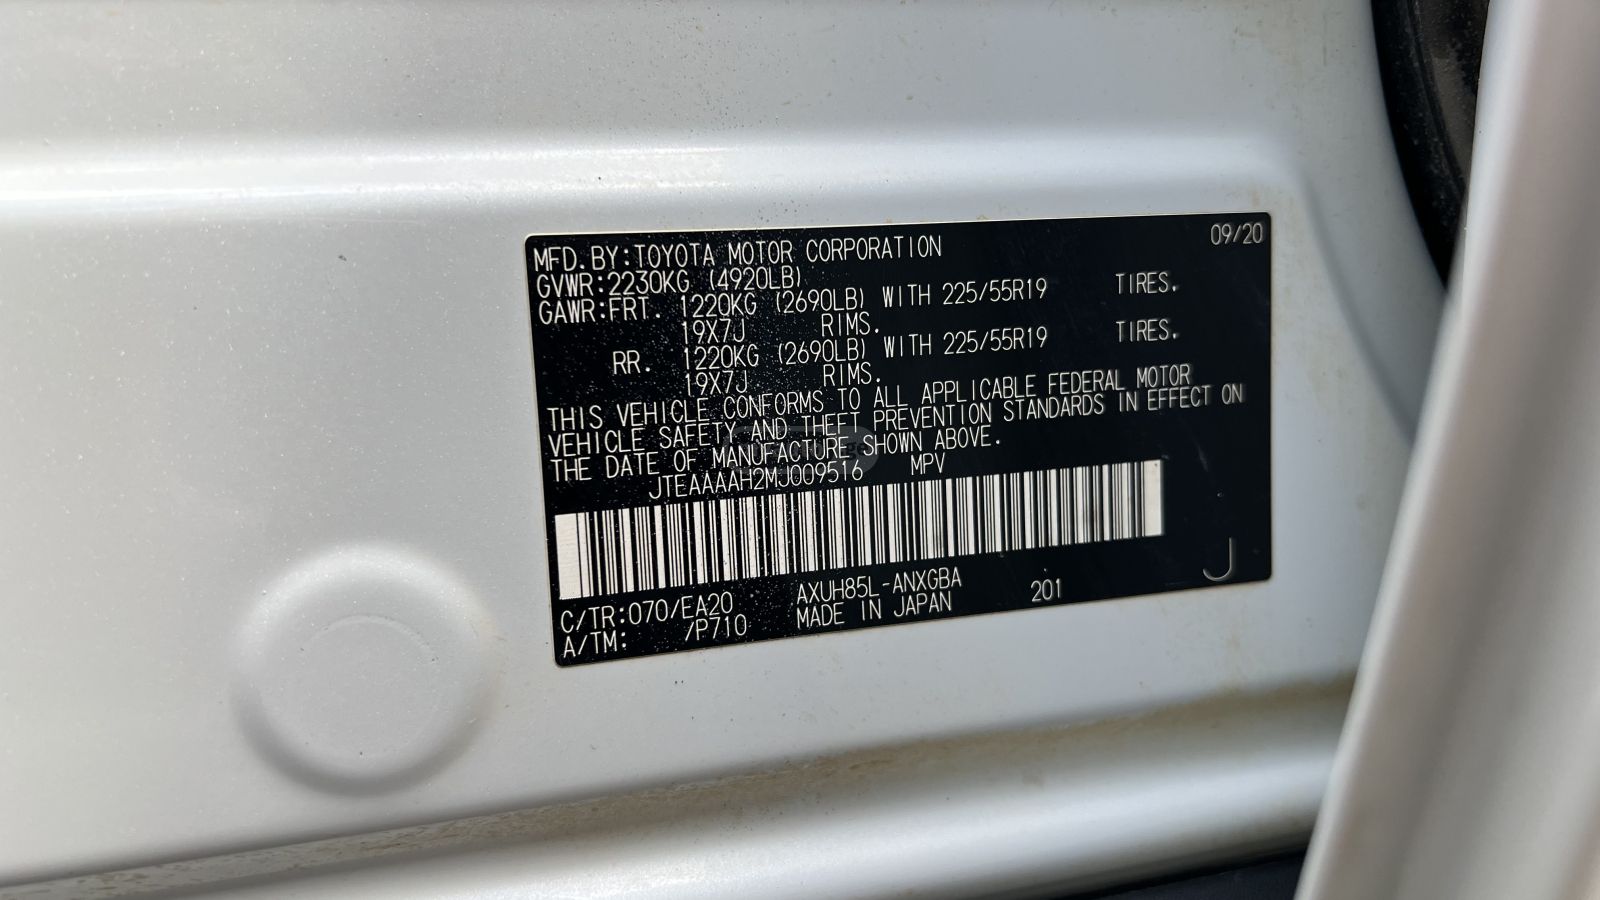 09/20
MFD.BY:TOYOTA MOTOR CORPORATION
GVWR:2230KG (4920LB)
GAWR:FRT. 1220KG (2690LB) WITH 225/55R19 TIRES.
19X7J RIMS.
RR. 1220KG (2690LB) WITH 225/55R19 TIRES.
19X7J RIMS.
THIS VEHICLE CONFORMS TO ALL APPLICABLE FEDERAL MOTOR
VEHICLE SAFETY AND THEFT PREVENTION STANDARDS IN EFFECT ON
THE DATE OF MANUFACTURE SHOWN ABOVE.
JTEAAAAH2MJ009516 MPV
C/TR:070/EA20 AXUH85L-ANXGBA 201 J
A/TM: /P710 MADE IN JAPAN